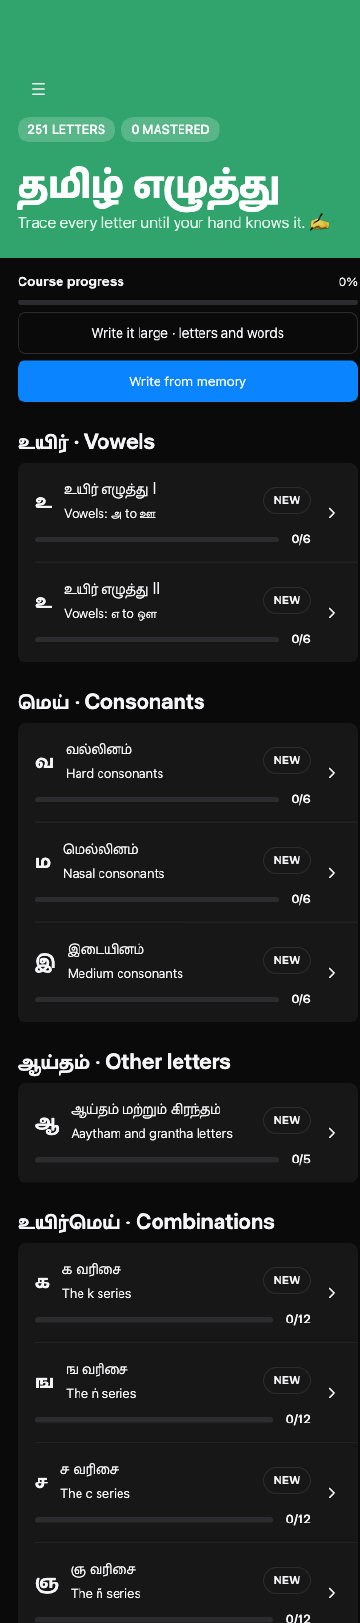 ☰
251 LETTERS 0 MASTERED
தமிழ் எழுத்து
Trace every letter until your hand knows it. ✍️
Course progress 0%
Write it large · letters and words
Write from memory
உயிர் · Vowels
உ உயிர் எழுத்து I NEW
Vowels: அ to ஊ
0/6
உ உயிர் எழுத்து II NEW
Vowels: எ to ஔ
0/6
மெய் · Consonants
வ வல்லினம் NEW
Hard consonants
0/6
ம மெல்லினம் NEW
Nasal consonants
0/6
இ இடையினம் NEW
Medium consonants
0/6
ஆய்தம் · Other letters
ஆ ஆய்தம் மற்றும் கிரந்தம் NEW
Aaytham and grantha letters
0/5
உயிர்மெய் · Combinations
க க வரிசை NEW
The k series
0/12
ங ங வரிசை NEW
The ṅ series
0/12
ச ச வரிசை NEW
The c series
0/12
ஞ ஞ வரிசை NEW
The ñ series
0/12